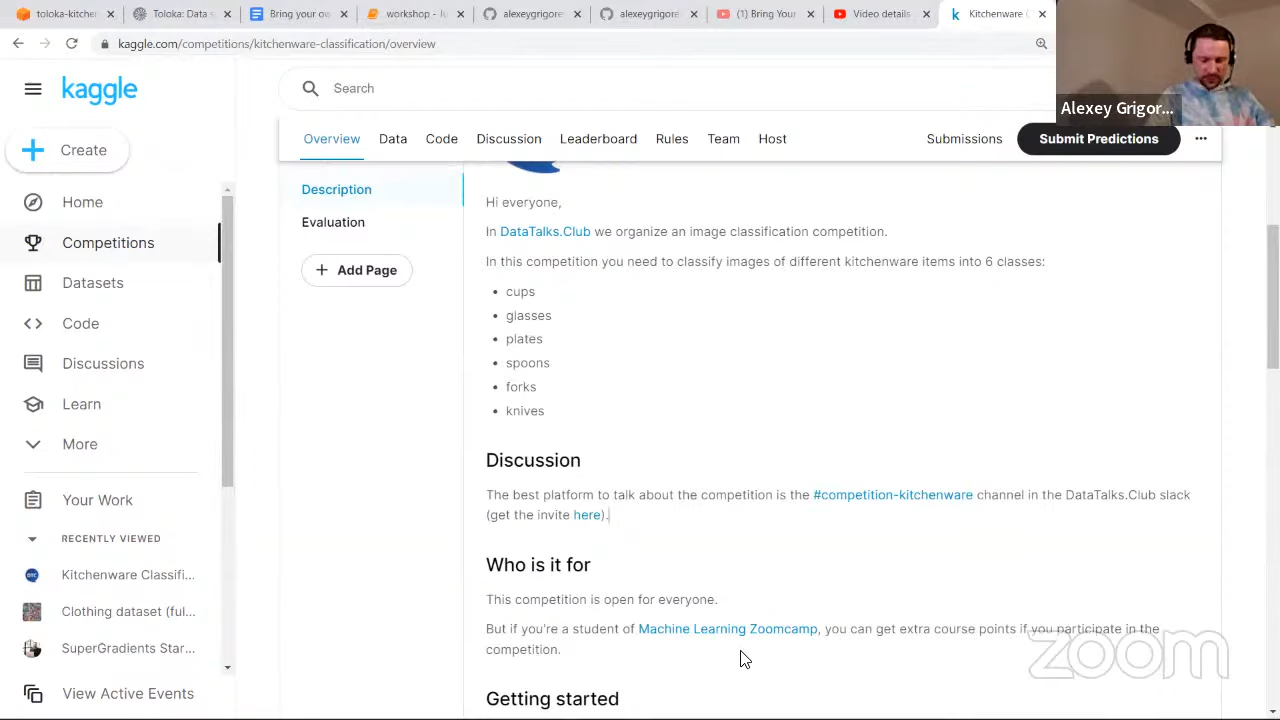 toloka-kitchen
Toloka: Data s
Bring your ow
workshop - Ju
alexeygrigore
alexeygrigore
(1) Bring Your
Video details
Kitchenware C
kaggle.com/competitions/kitchenware-classification/overview
kaggle
Search
Alexey Grigor...
Create
Overview
Data
Code
Discussion
Leaderboard
Rules
Team
Host
Submissions
Submit Predictions
Home
Competitions
Datasets
Code
Discussions
Learn
More
Your Work
RECENTLY VIEWED
Kitchenware Classifi...
Clothing dataset (ful...
SuperGradients Star...
View Active Events
Description
Evaluation
Add Page
Hi everyone,
In DataTalks.Club we organize an image classification competition.
In this competition you need to classify images of different kitchenware items into 6 classes:
• cups
• glasses
• plates
• spoons
• forks
• knives
Discussion
The best platform to talk about the competition is the #competition-kitchenware channel in the DataTalks.Club slack
(get the invite here).
Who is it for
This competition is open for everyone.
But if you're a student of Machine Learning Zoomcamp, you can get extra course points if you participate in the
competition.
Getting started
zoom